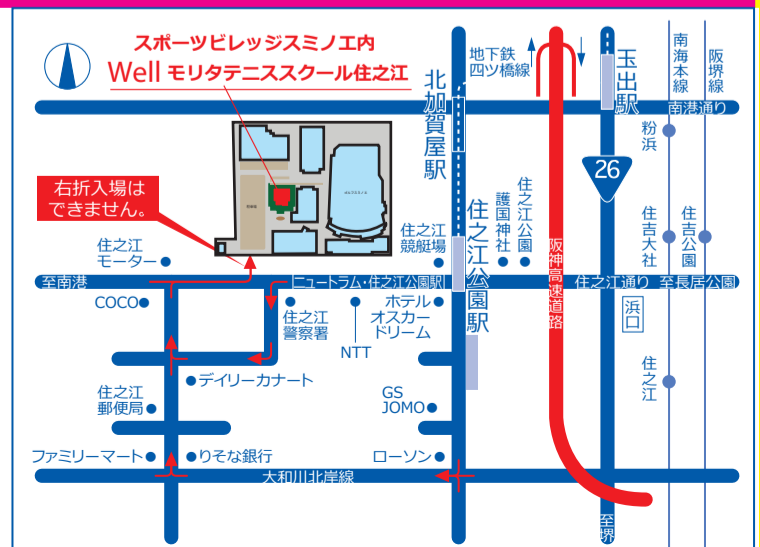 スポーツビレッジスミノエ内
Well モリタテニススクール住之江
地下鉄
四ツ橋線
玉出駅
南海本線
阪堺線
北加賀屋駅
南港通り
粉浜
26
右折入場は
できません。
住之江
競艇場
護国神社
住之江公園
住吉大社
住吉公園
住之江
モーター
住之江公園駅
阪神高速道路
至南港
ニュートラム・住之江公園駅
住之江通り
至長居公園
COCO
住之江
警察署
NTT
ホテル
オスカー
ドリーム
浜口
住之江
デイリーカナート
住之江
郵便局
GS
JOMO
ファミリーマート
りそな銀行
ローソン
大和川北岸線
至堺